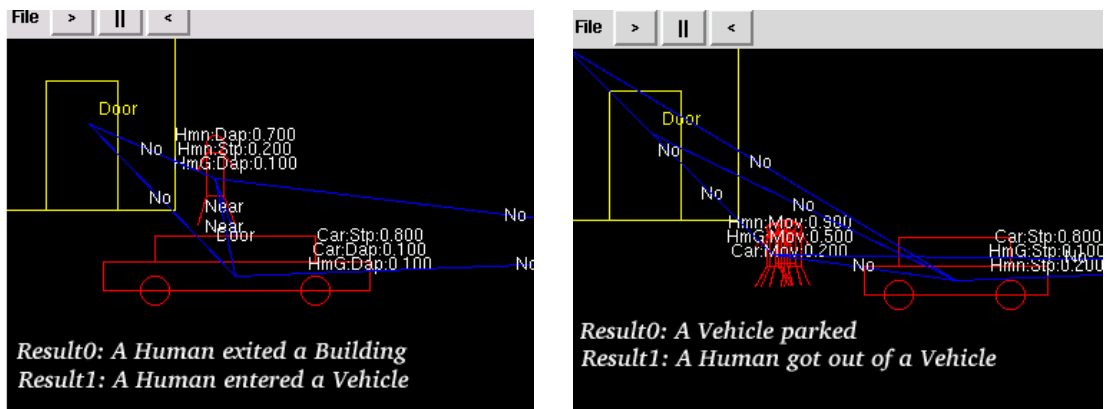 File > || <
Door
Hmn:Dap:0.700
No Hmn:Stp:0.200
HmG:Dap:0.100
No Near
No
Near
Door Car:Stp:0.800
Car:Dap:0.100
HmG:Dap:0.100 No
Result0: A Human exited a Building
Result1: A Human entered a Vehicle
File > || <
Door
No No
No No
Hmn:Mov:0.900
HmG:Mov:0.500 Car:Stp:0.800
Car:Mov:0.200 HmG:Stp:0.100
No Hmn:Stp:0.200 No
Result0: A Vehicle parked
Result1: A Human got out of a Vehicle